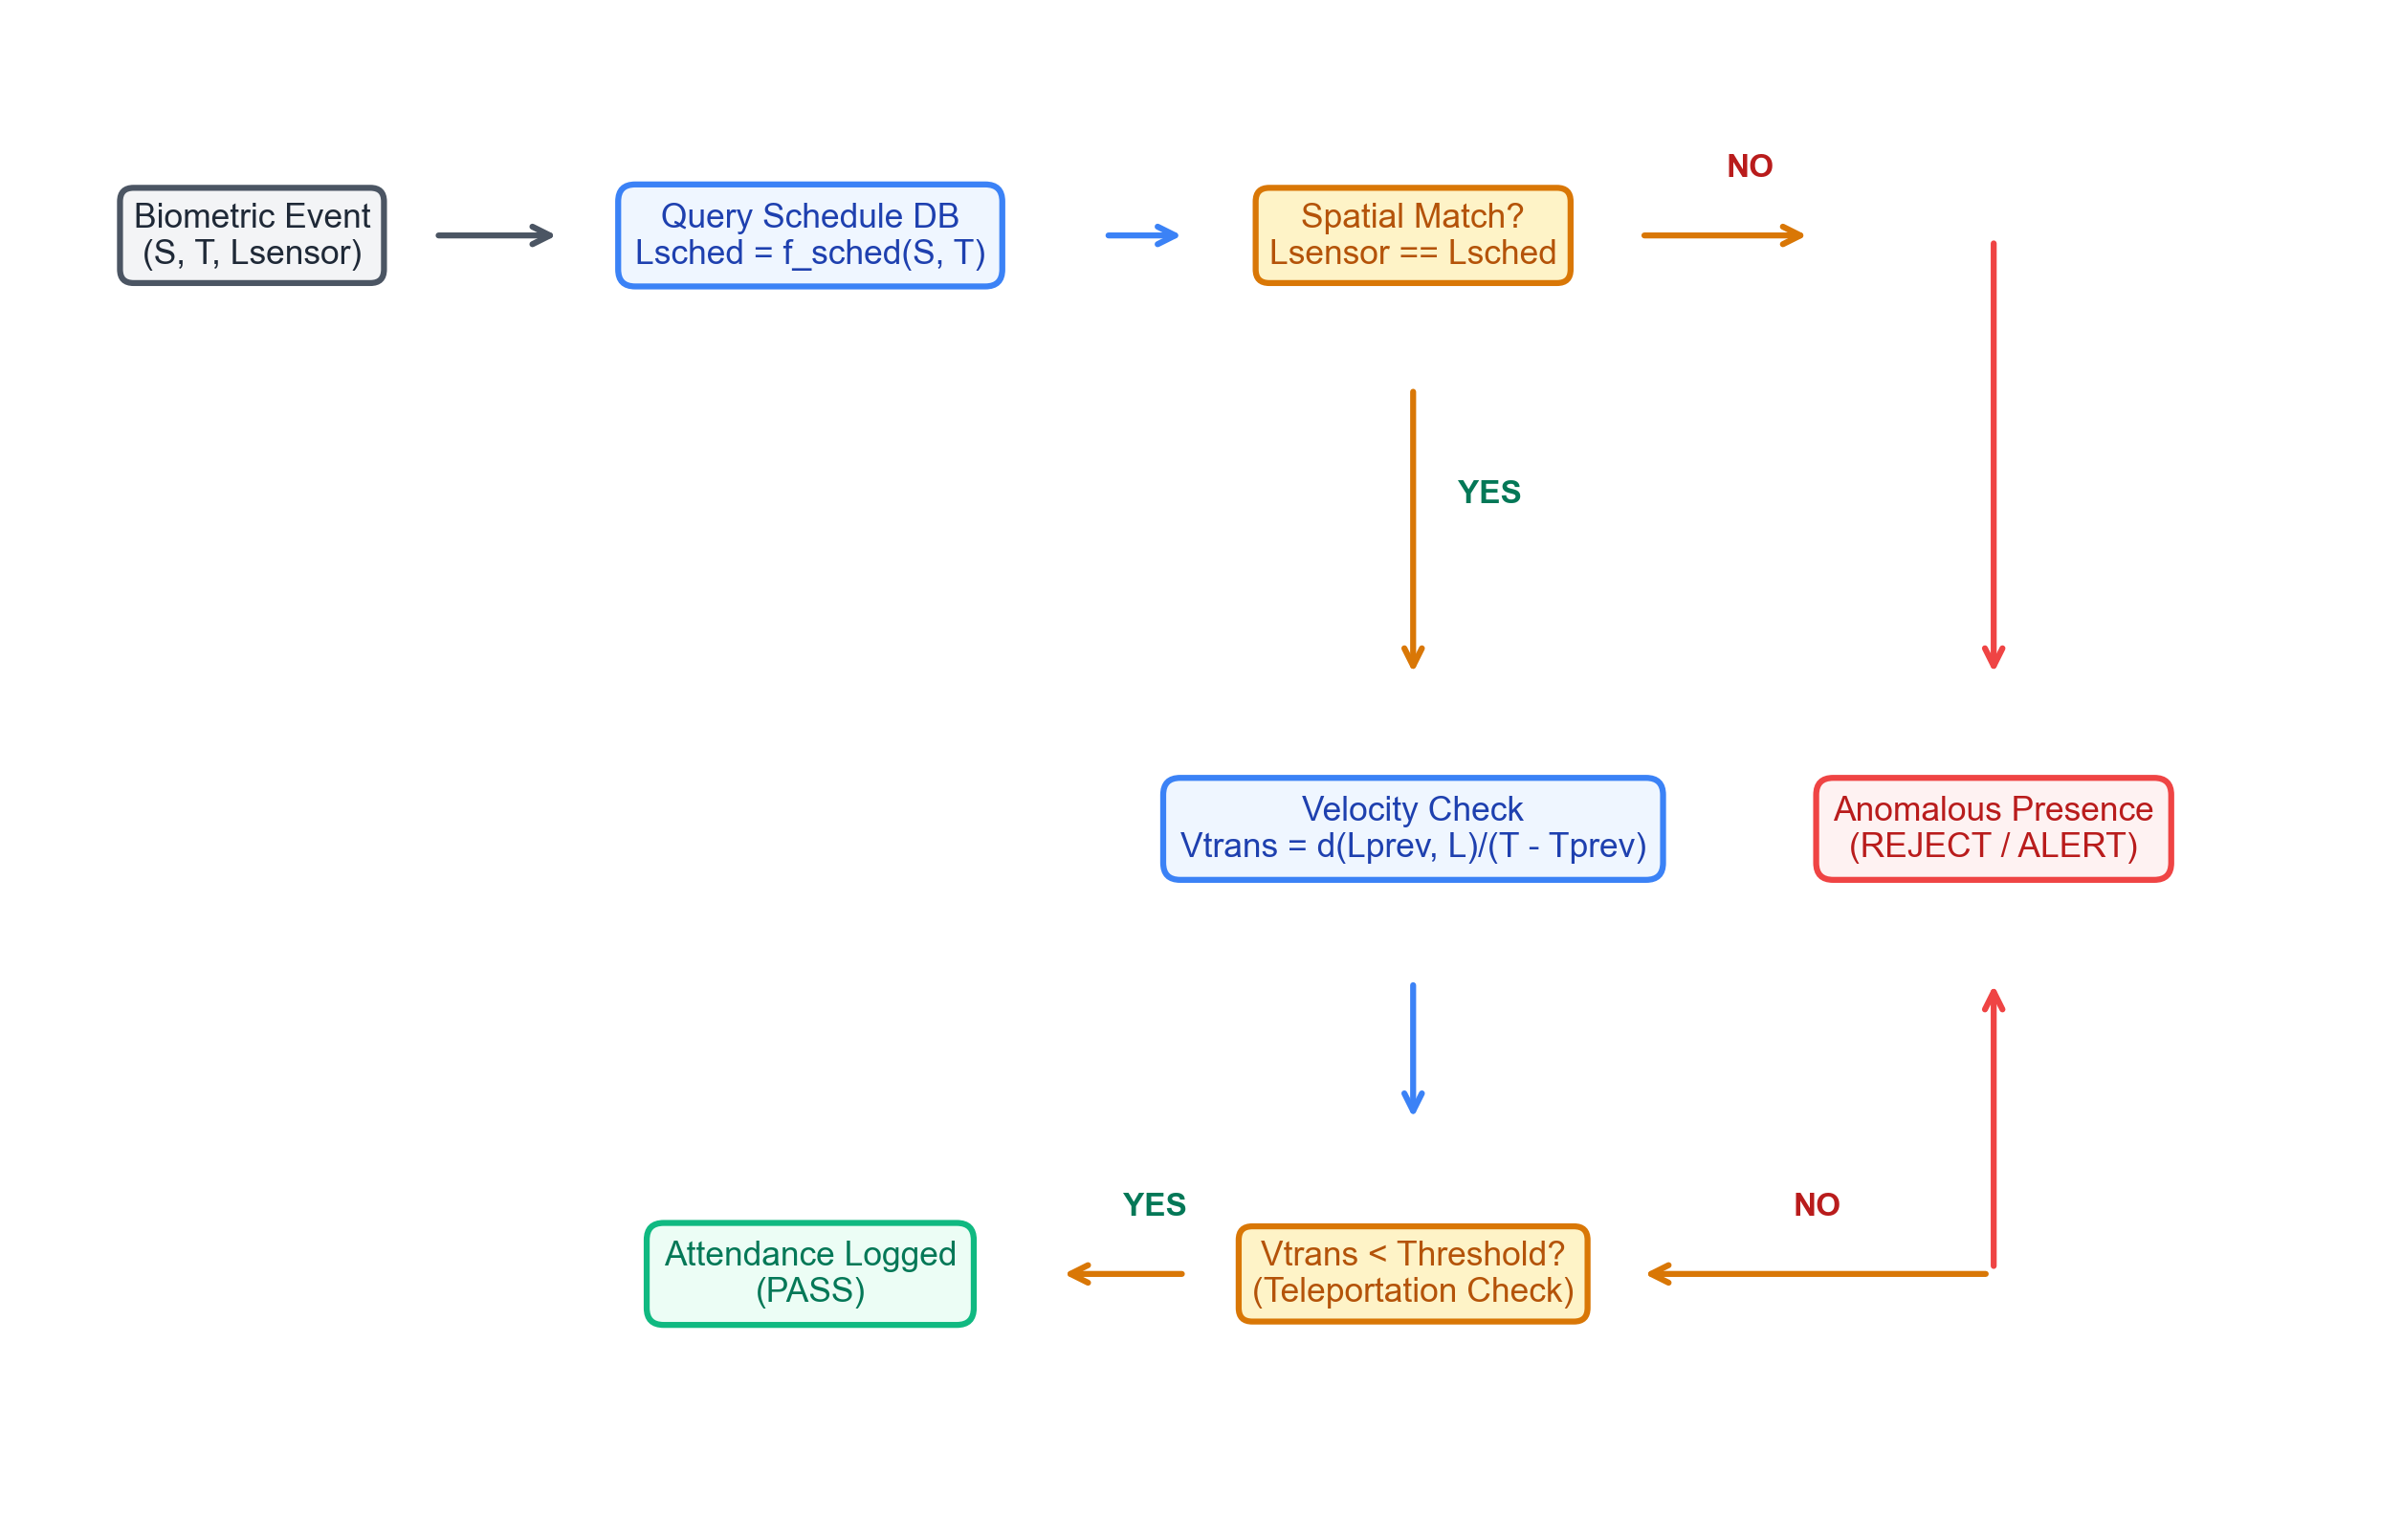 Biometric Event
(S, T, Lsensor)
Query Schedule DB
Lsched = f_sched(S, T)
Spatial Match?
Lsensor == Lsched
NO
YES
Velocity Check
Vtrans = d(Lprev, L)/(T - Tprev)
Anomalous Presence
(REJECT / ALERT)
Attendance Logged
(PASS)
YES
Vtrans < Threshold?
(Teleportation Check)
NO